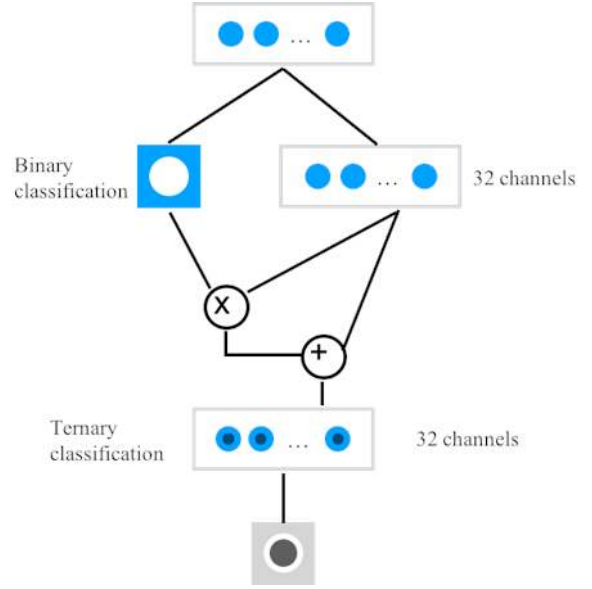 ...
Binary
classification
...
32 channels
X
+
Ternary
classification
...
32 channels